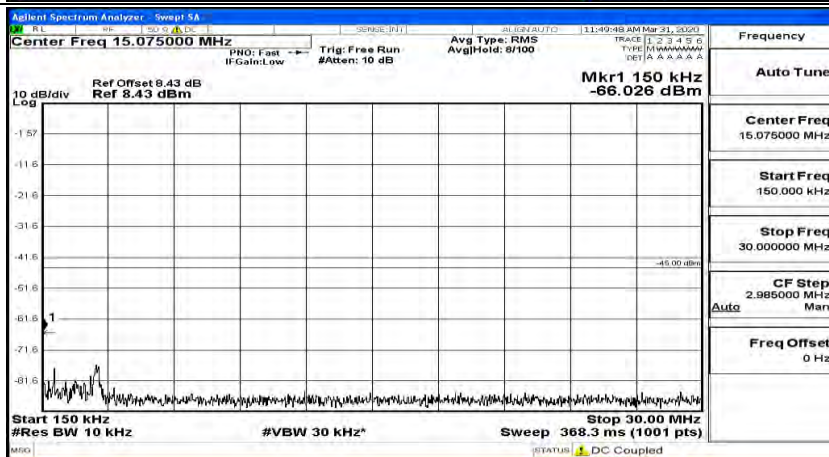 Agilent Spectrum Analyzer - Swept SA
RL RF 50 Ω DC SENSE:INT ALIGNAUTO 11:49:48 AM Mar 31, 2020
Center Freq 15.075000 MHz
PNO: Fast
IFGain:Low
Trig: Free Run
#Atten: 10 dB
Avg Type: RMS
Avg|Hold: 8/100
TRACE 1 2 3 4 5 6
TYPE MWWWWW
DET A A A A A A
Ref Offset 8.43 dB
10 dB/div Ref 8.43 dBm
Log
Mkr1 150 kHz
-66.026 dBm
-1.57
-11.6
-21.6
-31.6
-41.6
-45.00 dBm
-51.6
-61.6
1
-71.6
-81.6
Start 150 kHz Stop 30.00 MHz
#Res BW 10 kHz #VBW 30 kHz* Sweep 368.3 ms (1001 pts)
MSG STATUS DC Coupled
Frequency
Auto Tune
Center Freq
15.075000 MHz
Start Freq
150.000 kHz
Stop Freq
30.000000 MHz
CF Step
2.985000 MHz
Auto Man
Freq Offset
0 Hz